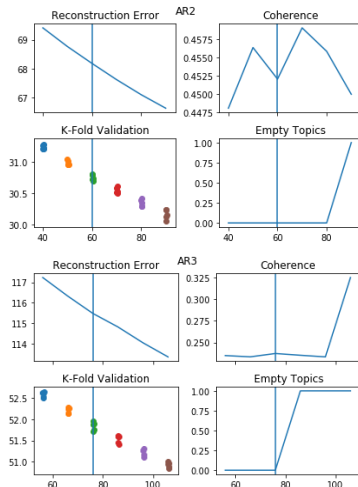 AR2
Reconstruction Error
Coherence
69
68
67
0.4575
0.4550
0.4525
0.4500
0.4475
K-Fold Validation
Empty Topics
31.0
30.5
30.0
1.00
0.75
0.50
0.25
0.00
40 60 80
40 60 80
AR3
Reconstruction Error
Coherence
117
116
115
114
0.325
0.300
0.275
0.250
K-Fold Validation
Empty Topics
52.5
52.0
51.5
51.0
1.00
0.75
0.50
0.25
0.00
60 80 100
60 80 100